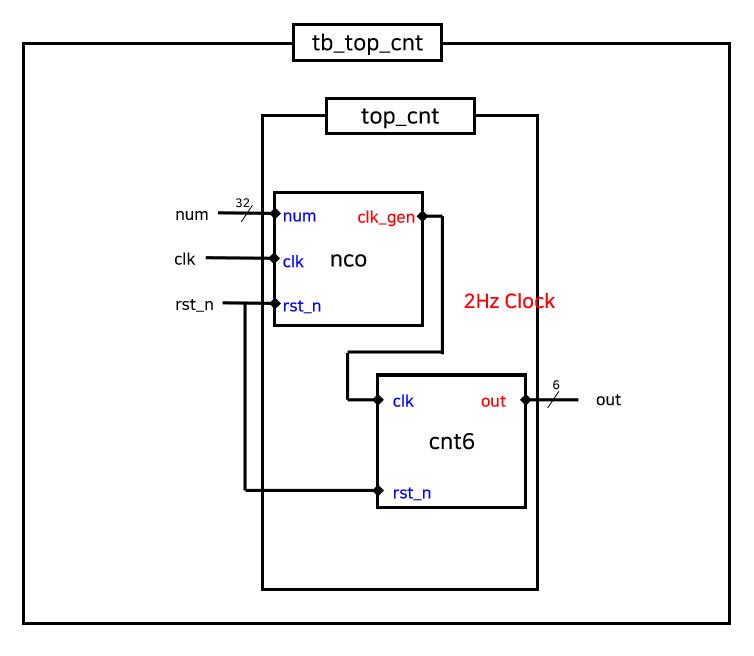 tb_top_cnt
top_cnt
32
num
num
clk_gen
clk
clk
nco
rst_n
rst_n
2Hz Clock
6
clk
out
out
cnt6
rst_n